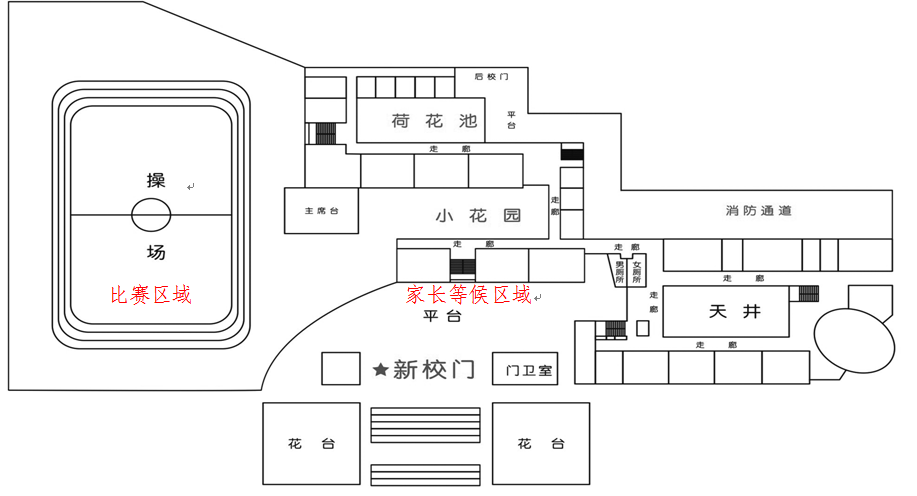 后校门
平台
荷花池
走廊
操
场
主席台
小花园
走廊
消防通道
走廊
走廊
男厕所
女厕所
走廊
比赛区域
家长等候区域
平台
走廊
天井
走廊
★新校门
门卫室
花台
花台